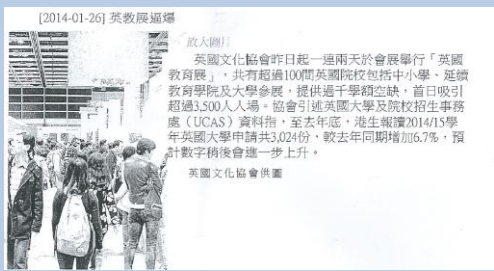 [2014-01-26] 英教展逼爆
放大圖片
英國文化協會昨日起一連兩天於會展舉行「英國
教育展」，共有超過100間英國院校包括中小學、延續
教育學院及大學參展，提供過千學額空缺，首日吸引
超過3,500人入場。協會引述英國大學及院校招生事務
處（UCAS）資料指，至去年底，港生報讀2014/15學
年英國大學申請共3,024份，較去年同期增加6.7%，預
計數字稍後會進一步上升。
英國文化協會供圖